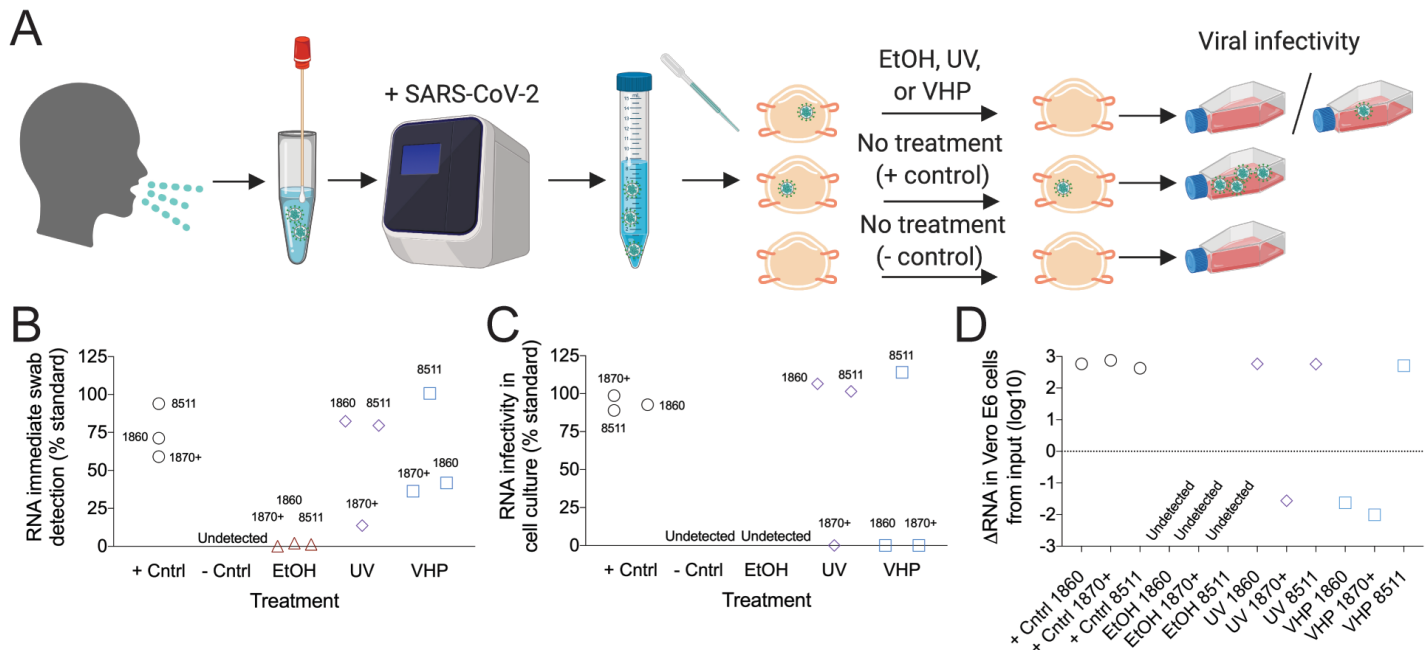 A
+ SARS-CoV-2
EtOH, UV,
or VHP
No treatment
(+ control)
No treatment
(- control)
Viral infectivity
B
RNA immediate swab
detection (% standard)
125
100
75
50
25
0
8511
1860
1870+
Undetected
1870+
1860
8511
1860
8511
1870+
8511
1870+
1860
+ Cntrl
- Cntrl
EtOH
UV
VHP
Treatment
C
RNA infectivity in
cell culture (% standard)
125
100
75
50
25
0
1870+
8511
1860
Undetected
Undetected
1860
8511
1870+
8511
1860
1870+
+ Cntrl
- Cntrl
EtOH
UV
VHP
Treatment
D
ΔRNA in Vero E6 cells
from input (log10)
3
2
1
-1
-2
-3
Undetected
Undetected
Undetected
+ Cntrl 1860
+ Cntrl 1870+
+ Cntrl 8511
EtOH 1860
EtOH 1870+
EtOH 8511
UV 1860
UV 1870+
UV 8511
VHP 1860
VHP 1870+
VHP 8511